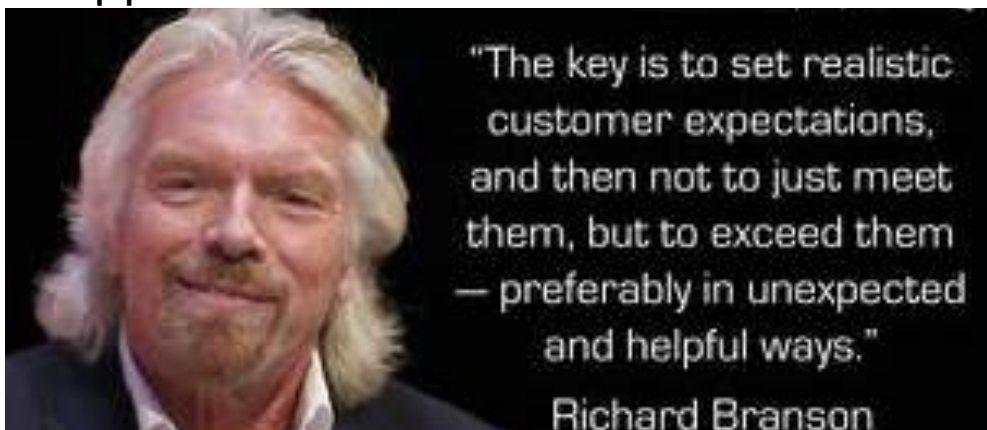 "The key is to set realistic
customer expectations,
and then not to just meet
them, but to exceed them
— preferably in unexpected
and helpful ways."
Richard Branson